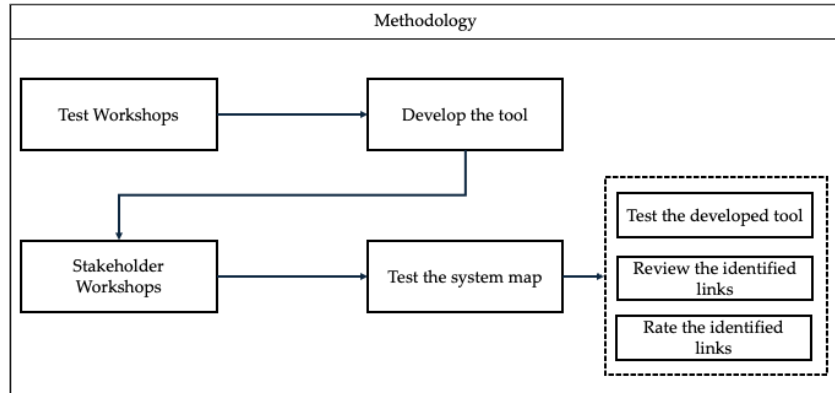 Methodology
Test Workshops
Develop the tool
Stakeholder
Workshops
Test the system map
Test the developed tool
Review the identified
links
Rate the identified
links